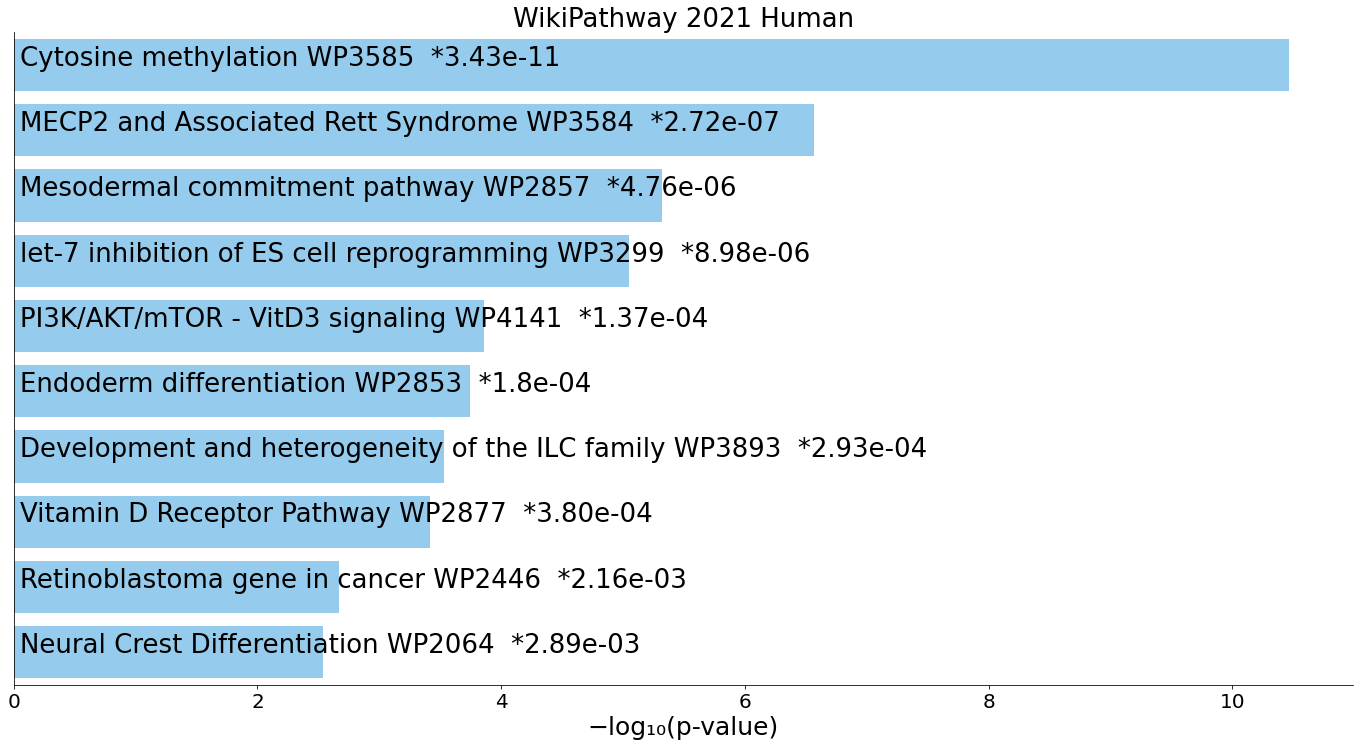 WikiPathway 2021 Human
Cytosine methylation WP3585  *3.43e-11
MECP2 and Associated Rett Syndrome WP3584  *2.72e-07
Mesodermal commitment pathway WP2857  *4.76e-06
let-7 inhibition of ES cell reprogramming WP3299  *8.98e-06
PI3K/AKT/mTOR - VitD3 signaling WP4141  *1.37e-04
Endoderm differentiation WP2853  *1.8e-04
Development and heterogeneity of the ILC family WP3893  *2.93e-04
Vitamin D Receptor Pathway WP2877  *3.80e-04
Retinoblastoma gene in cancer WP2446  *2.16e-03
Neural Crest Differentiation WP2064  *2.89e-03
0 2 4 6 8 10
−log₁₀(p-value)